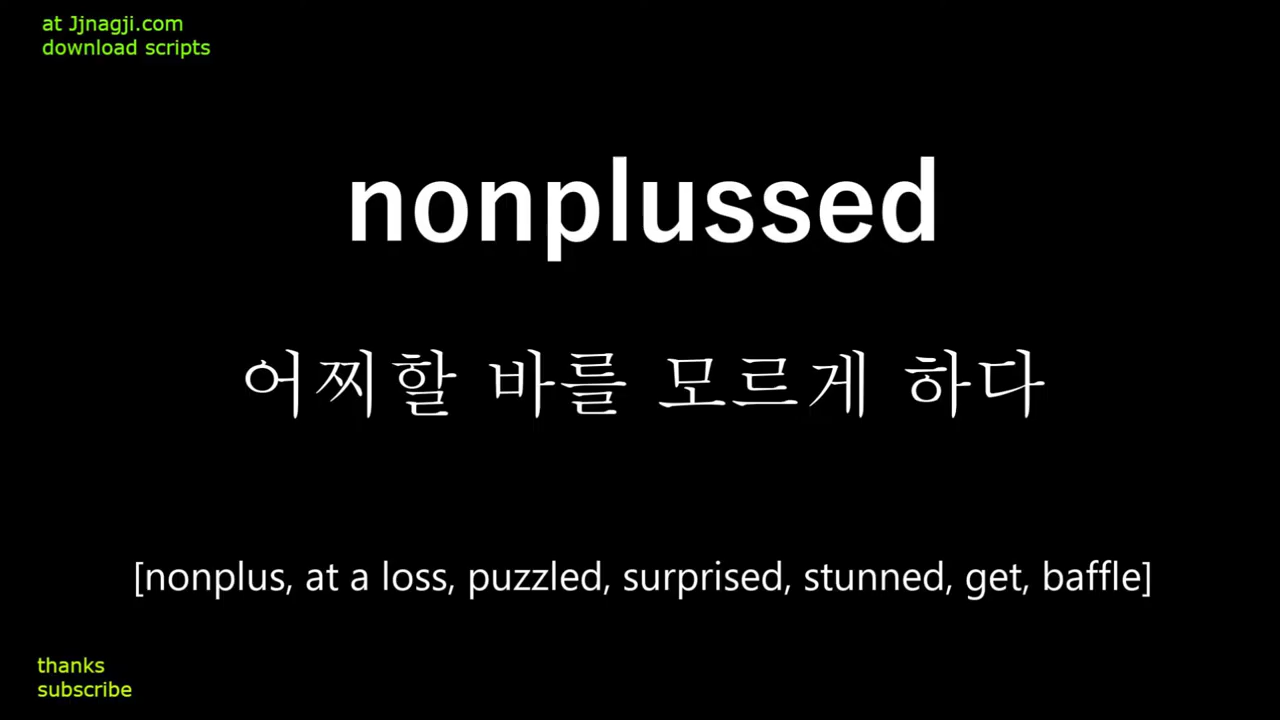 at Jjnagji.com
download scripts
nonplussed
어찌할 바를 모르게 하다
[nonplus, at a loss, puzzled, surprised, stunned, get, baffle]
thanks
subscribe